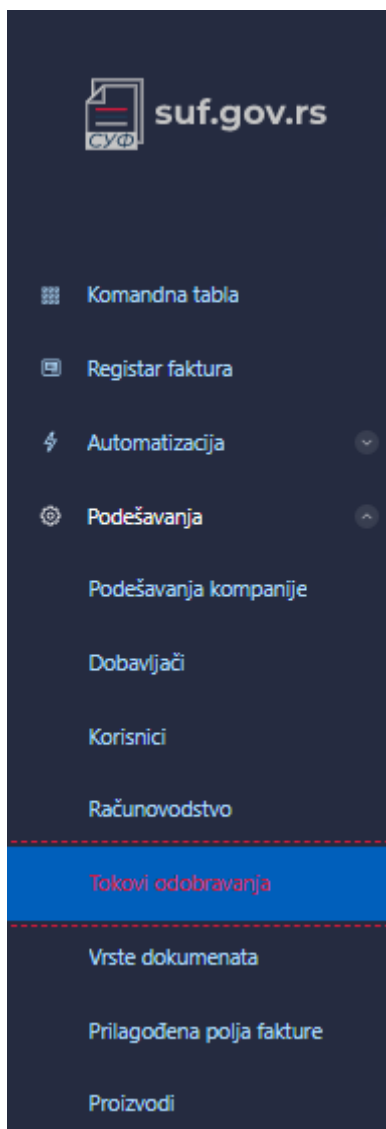 СУФ
suf.gov.rs
Komandna tabla
Registar faktura
Automatizacija
Podešavanja
Podešavanja kompanije
Dobavljači
Korisnici
Računovodstvo
Tokovi odobravanja
Vrste dokumenata
Prilagođena polja fakture
Proizvodi